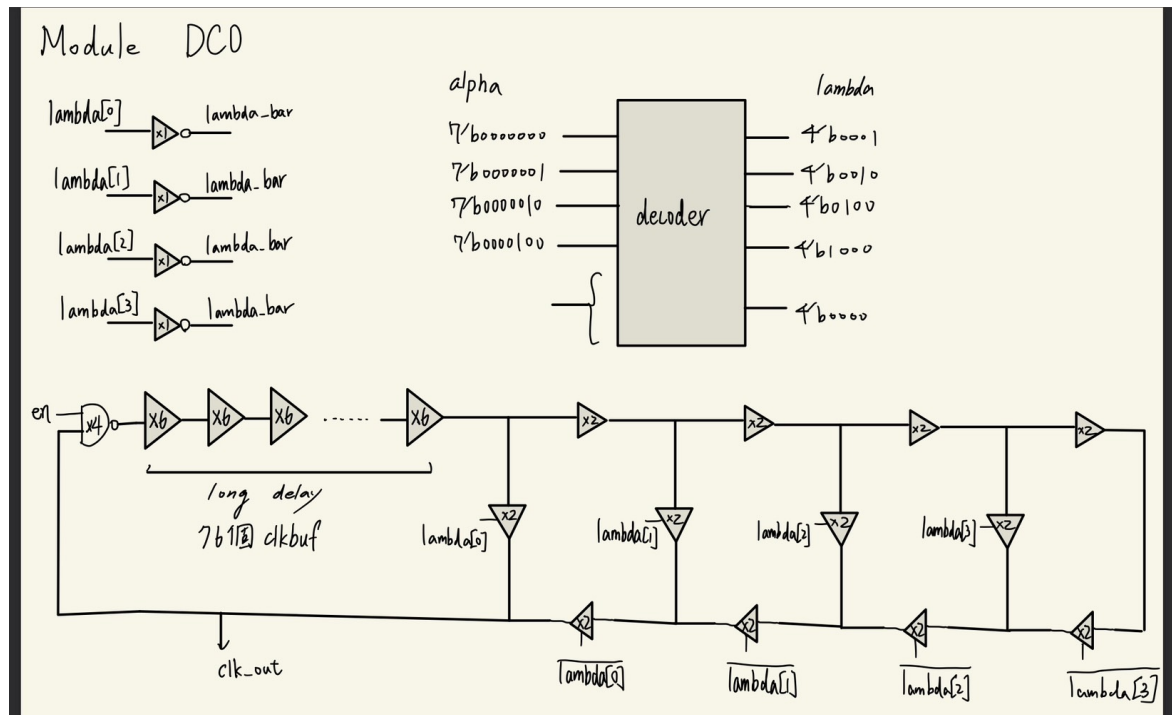 Module DCO
lambda[0]
x1
lambda_bar
lambda[1]
x1
lambda_bar
lambda[2]
x1
lambda_bar
lambda[3]
x1
lambda_bar
alpha
7'b0000000
7'b0000001
7'b0000010
7'b0000100
decoder
lambda
4'b0001
4'b0010
4'b0100
4'b1000
4'b0000
en
x4
x6 x6 x6 x6
x2 x2 x2 x2
long delay
76個 clkbuf
lambda[0]
x2
lambda[1]
x2
lambda[2]
x2
lambda[3]
x2
x2 x2 x2 x2
clk_out
lambda[0]
lambda[1]
lambda[2]
lambda[3]